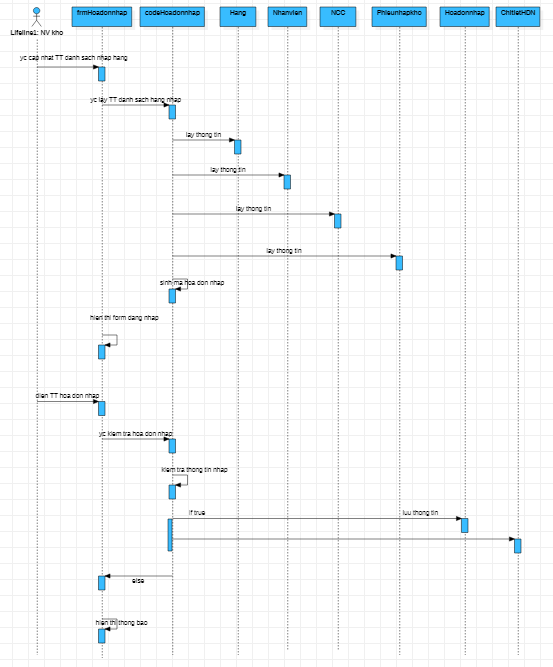 frmHoadonnhap
codeHoadonnhap
Hang
Nhanvien
NCC
Phieunhapkho
Hoadonnhap
ChitietHDN
Lifeline1: NV kho
yc cap nhat TT danh sach nhap hang
yc lay TT danh sach hang nhap
lay thong tin
lay thong tin
lay thong tin
lay thong tin
sinh ma hoa don nhap
hien thi form dang nhap
dien TT hoa don nhap
yc kiem tra hoa don nhap
kiem tra thong tin nhap
if true
luu thong tin
else
hien thi thong bao